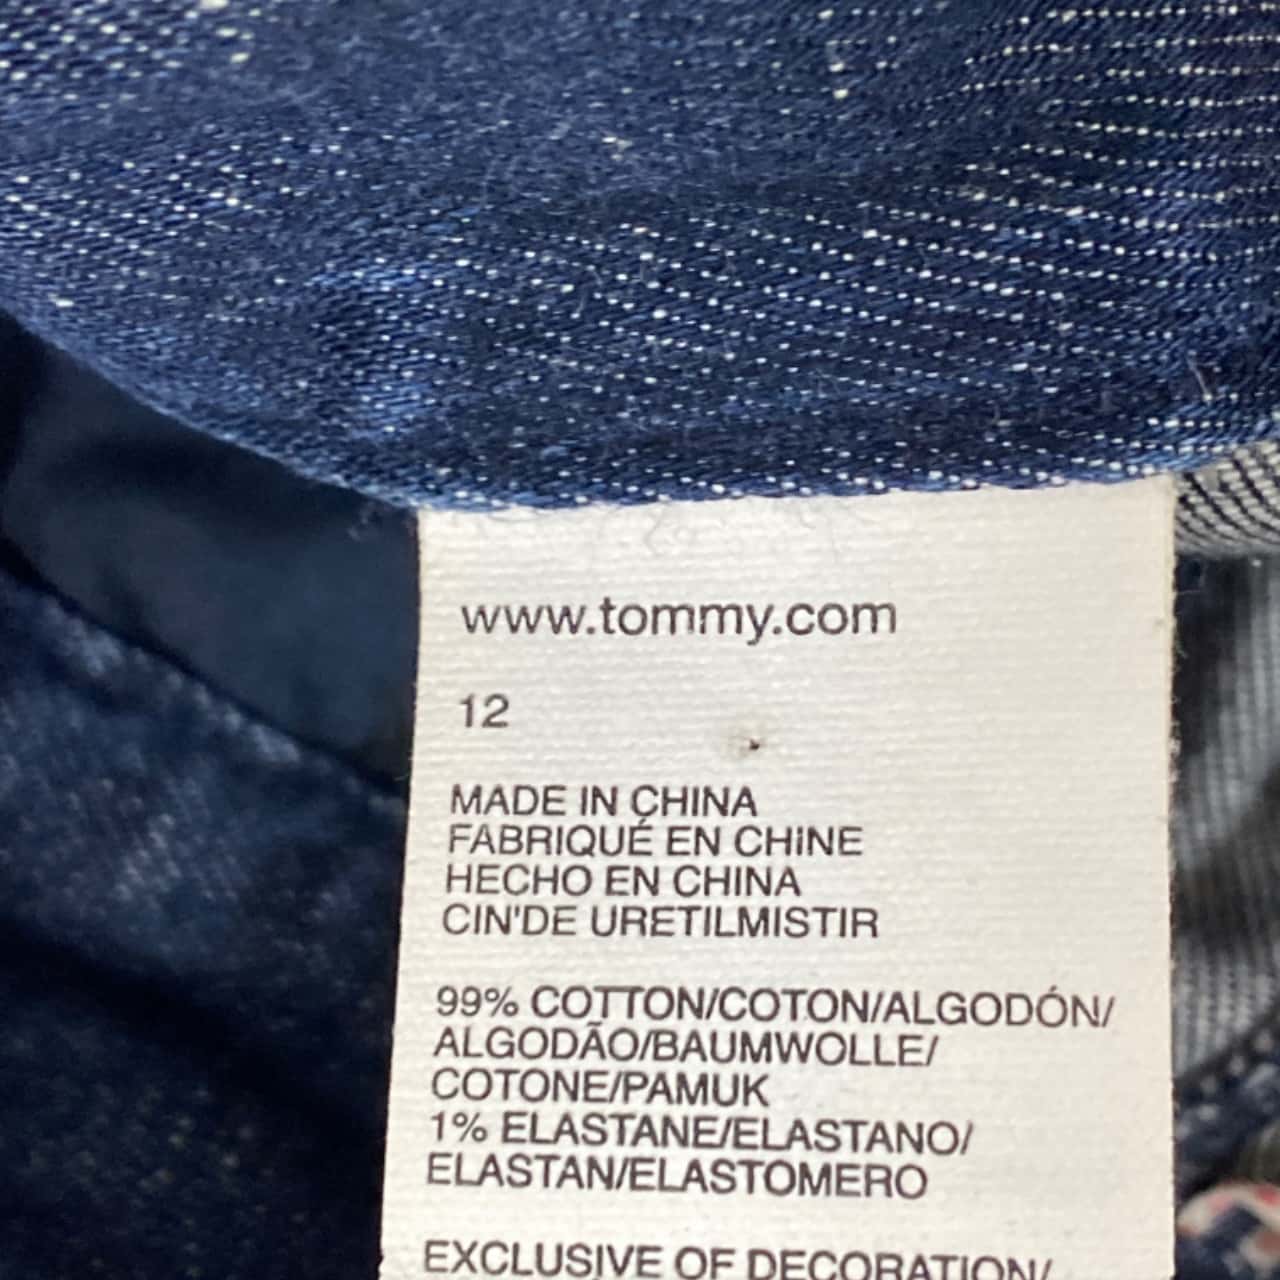 www.tommy.com
12
MADE IN CHINA
FABRIQUÉ EN CHINE
HECHO EN CHINA
CIN'DE URETILMISTIR
99% COTTON/COTON/ALGODÓN/
ALGODÃO/BAUMWOLLE/
COTONE/PAMUK
1% ELASTANE/ELASTANO/
ELASTAN/ELASTOMERO
EXCLUSIVE OF DECORATION/